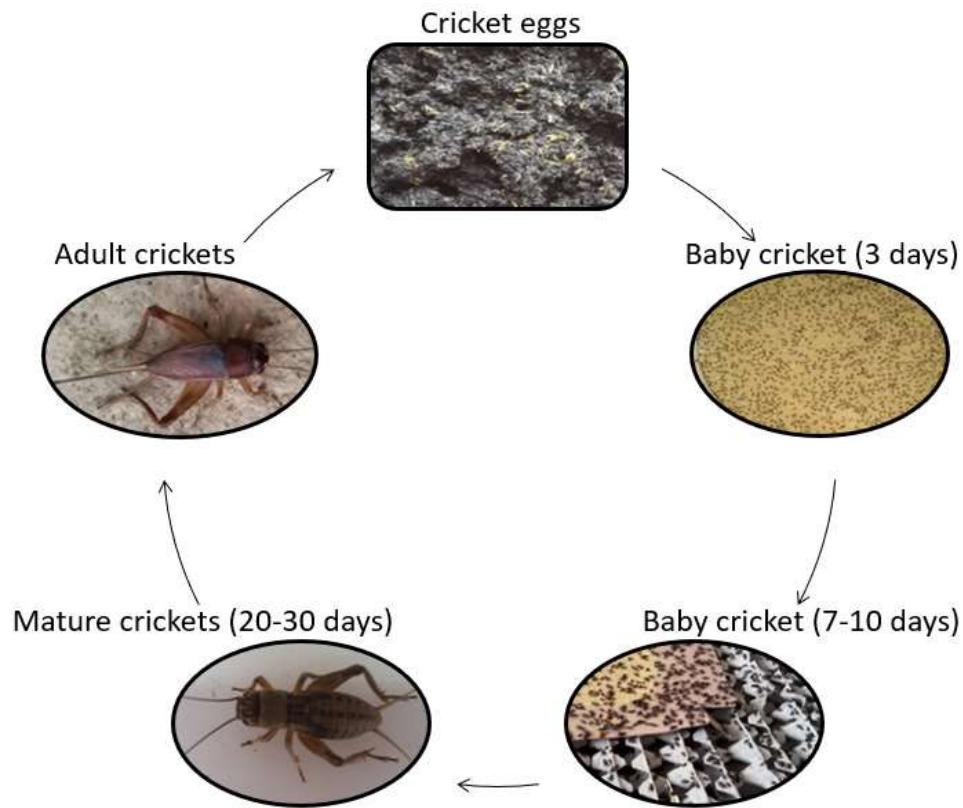 Cricket eggs
Adult crickets
Baby cricket (3 days)
Mature crickets (20-30 days)
Baby cricket (7-10 days)